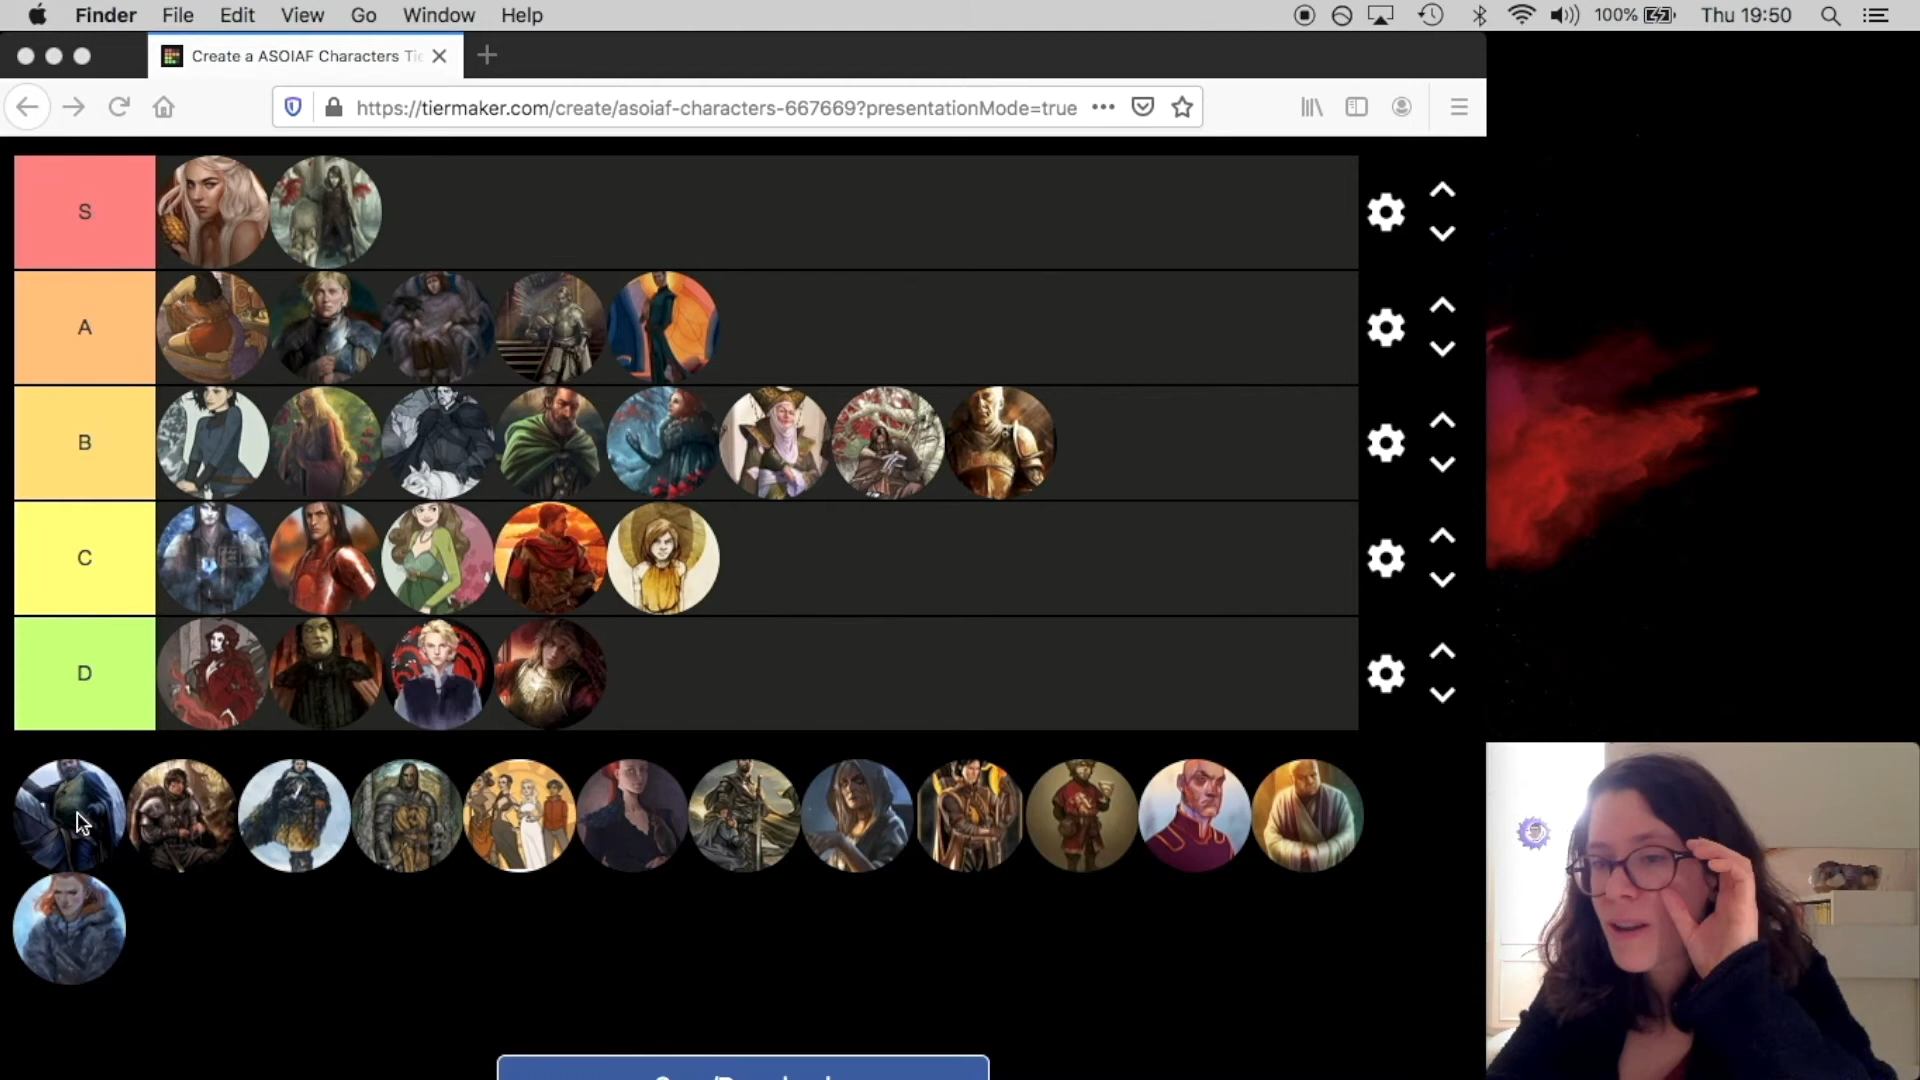 Finder File Edit View Go Window Help 100% Thu 19:50
Create a ASOIAF Characters Tie
https://tiermaker.com/create/asoiaf-characters-667669?presentationMode=true
S
A
B
C
D